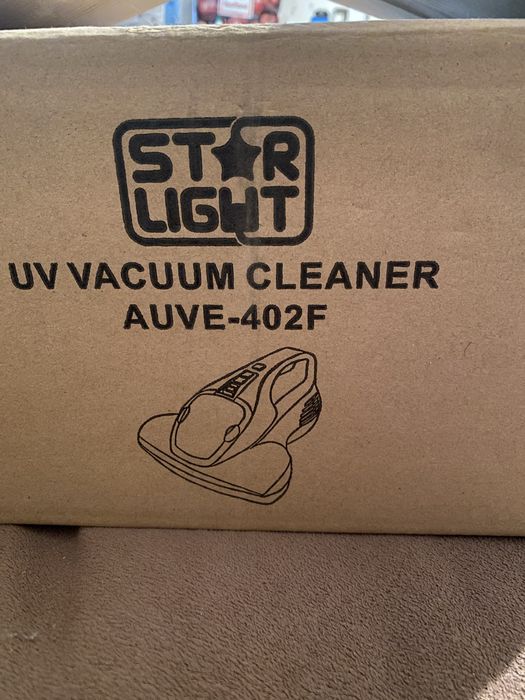 STAR
LIGHT
UV VACUUM CLEANER
AUVE-402F